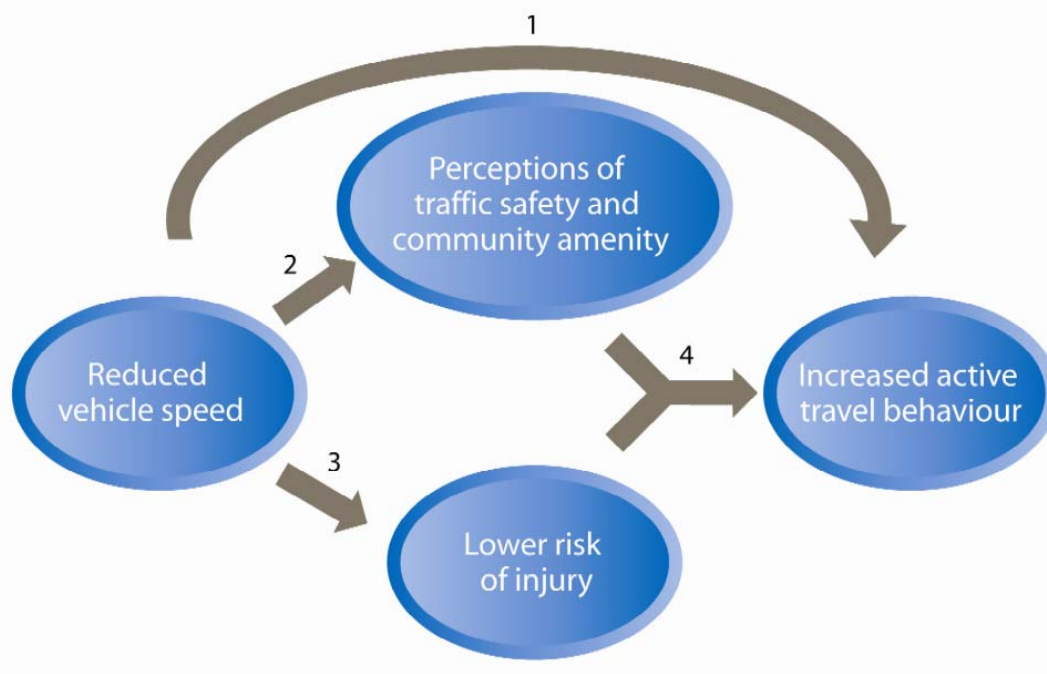 1
Perceptions of
traffic safety and
community amenity
2
4
Reduced
vehicle speed
Increased active
travel behaviour
3
Lower risk
of injury